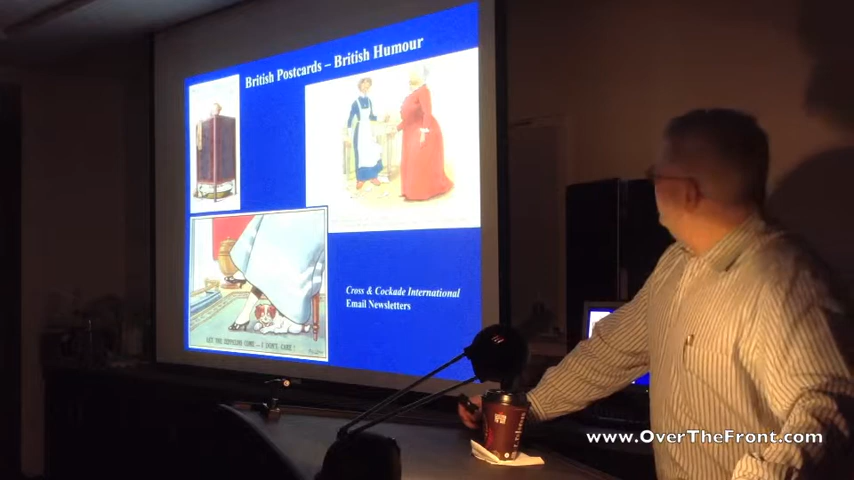 British Postcards – British Humour
LET THE ZEPPELINS COME – I DON'T CARE!
Cross & Cockade International
Email Newsletters
www.OverTheFront.com